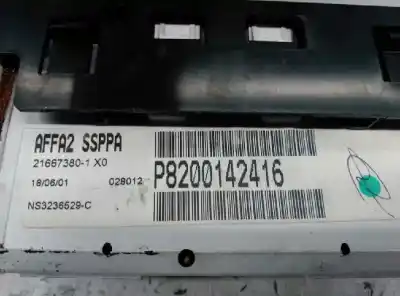 AFFA2 SSPPA
21667380-1 X0
18/06/01 028012
NS3236529-C
P8200142416